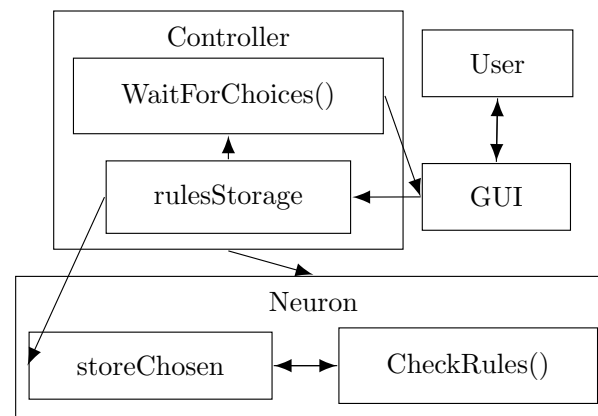 Controller
User
WaitForChoices()
rulesStorage
GUI
Neuron
storeChosen
CheckRules()